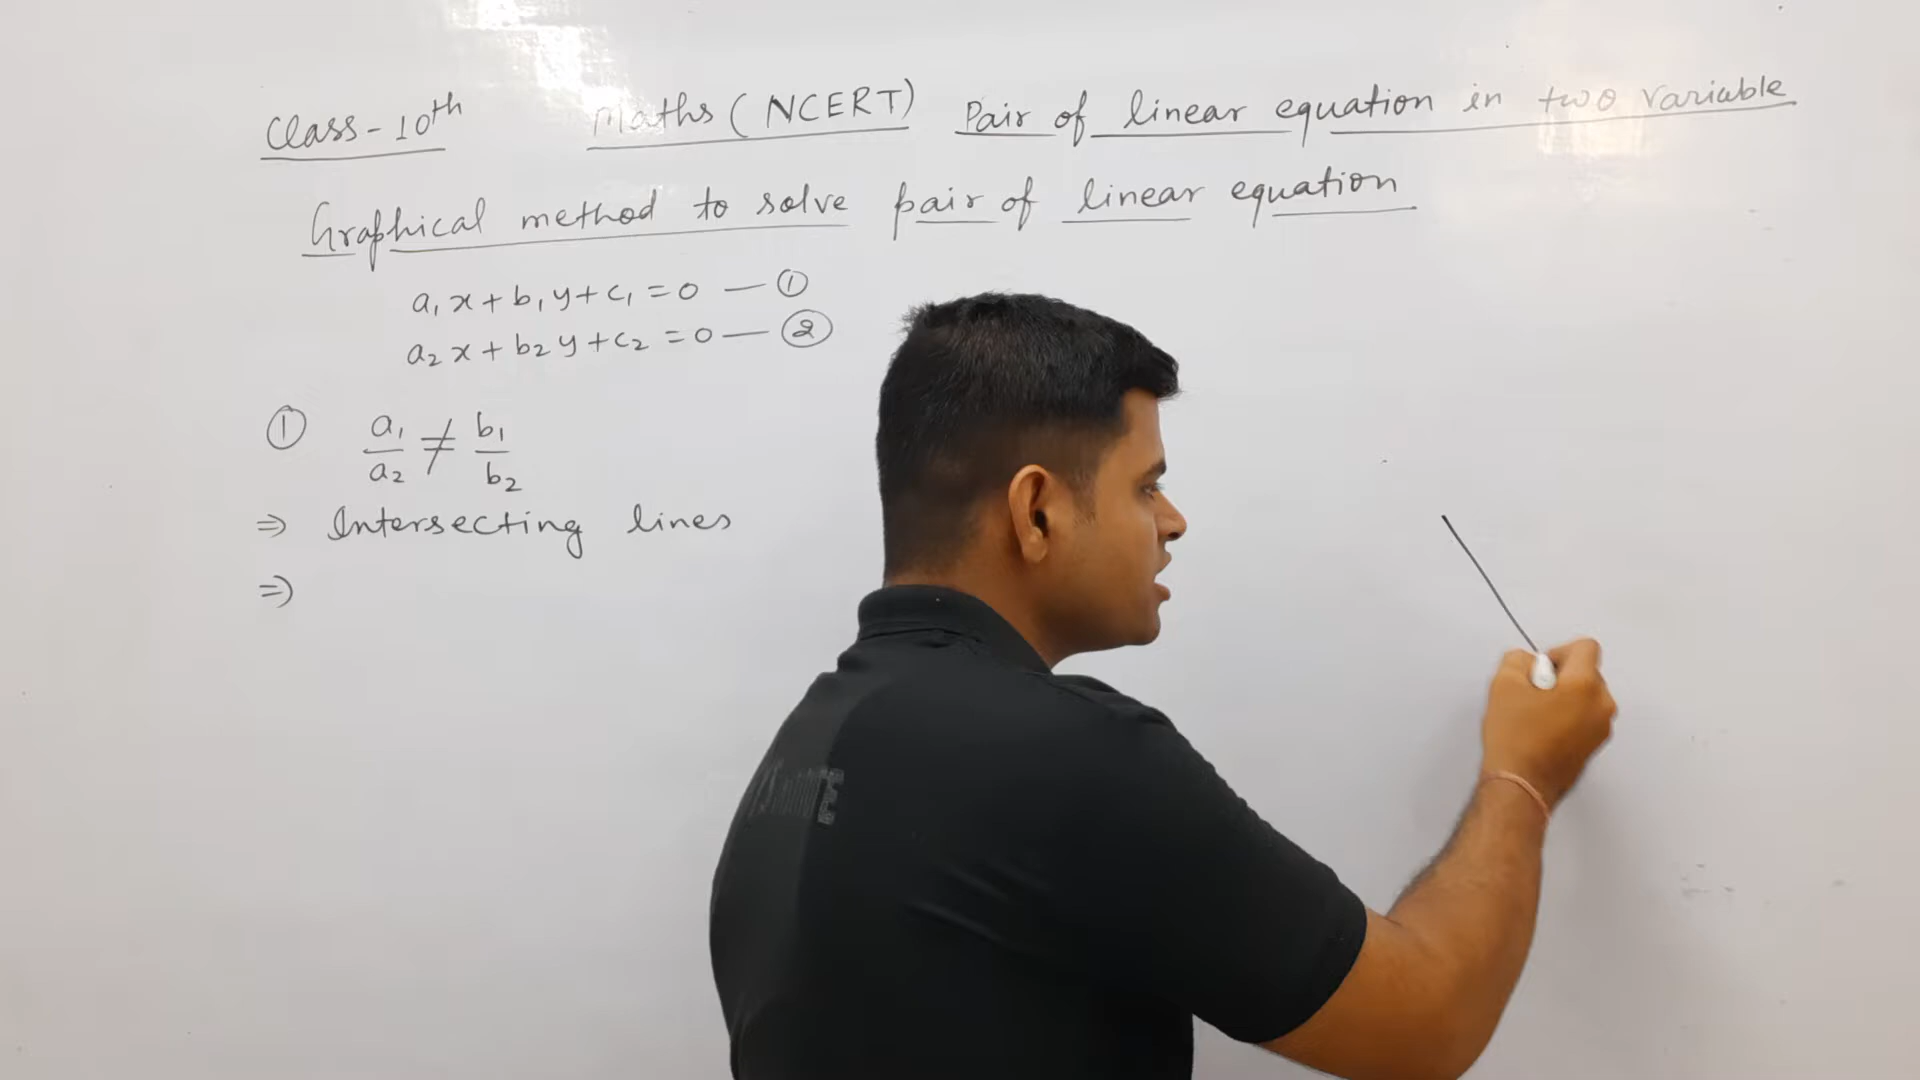 Class-10th Maths (NCERT) Pair of linear equation in two variable
Graphical method to solve pair of linear equation
a₁x + b₁y + c₁ = 0 — ①
a₂x + b₂y + c₂ = 0 — ②
① a₁/a₂ ≠ b₁/b₂
⇒ Intersecting lines
⇒